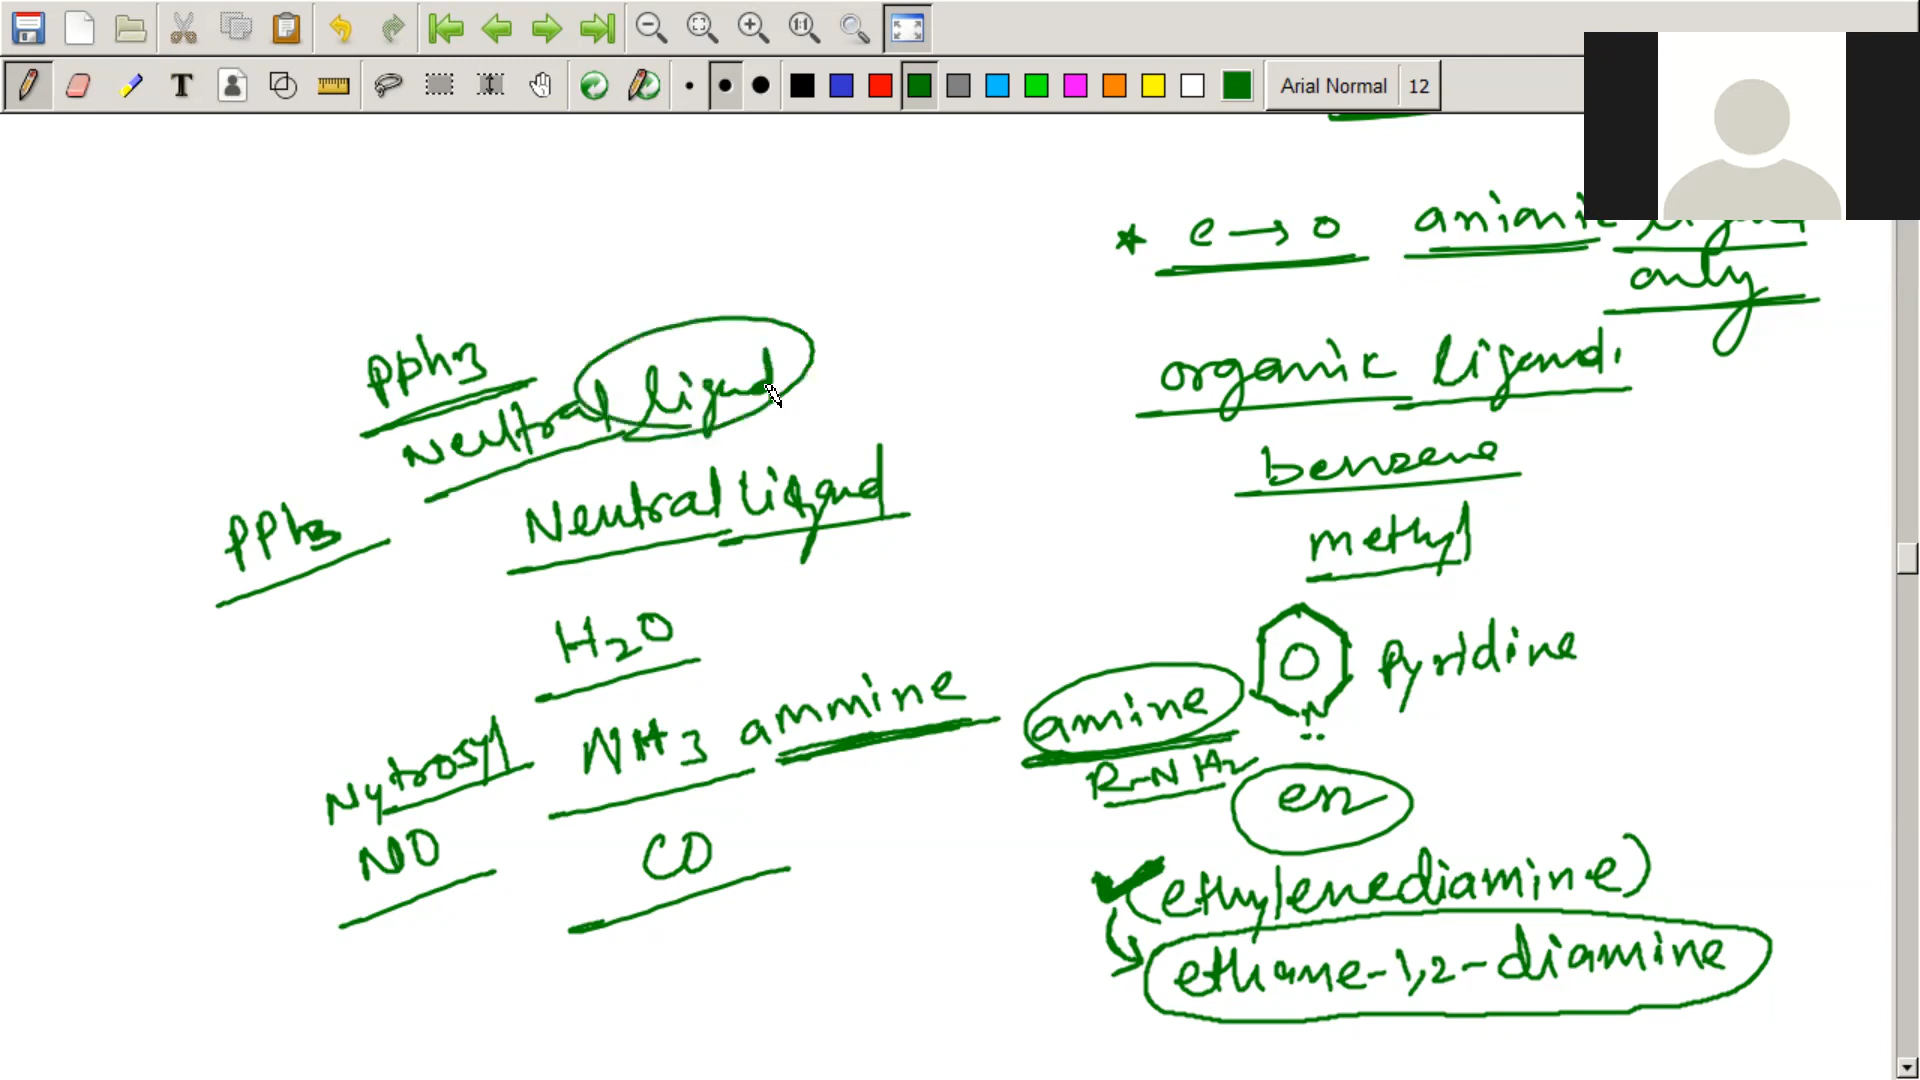 Arial Normal 12
* e → o anionic ligand
only
PPh3
Neutral ligand
organic ligand.
benzene
PPh3
Neutral Ligand
methyl
H2O
Pyridine
N
Nytrosyl
NH3 ammine
amine
R-NH2
en
NO
CO
(ethylenediamine)
ethane-1,2-diamine